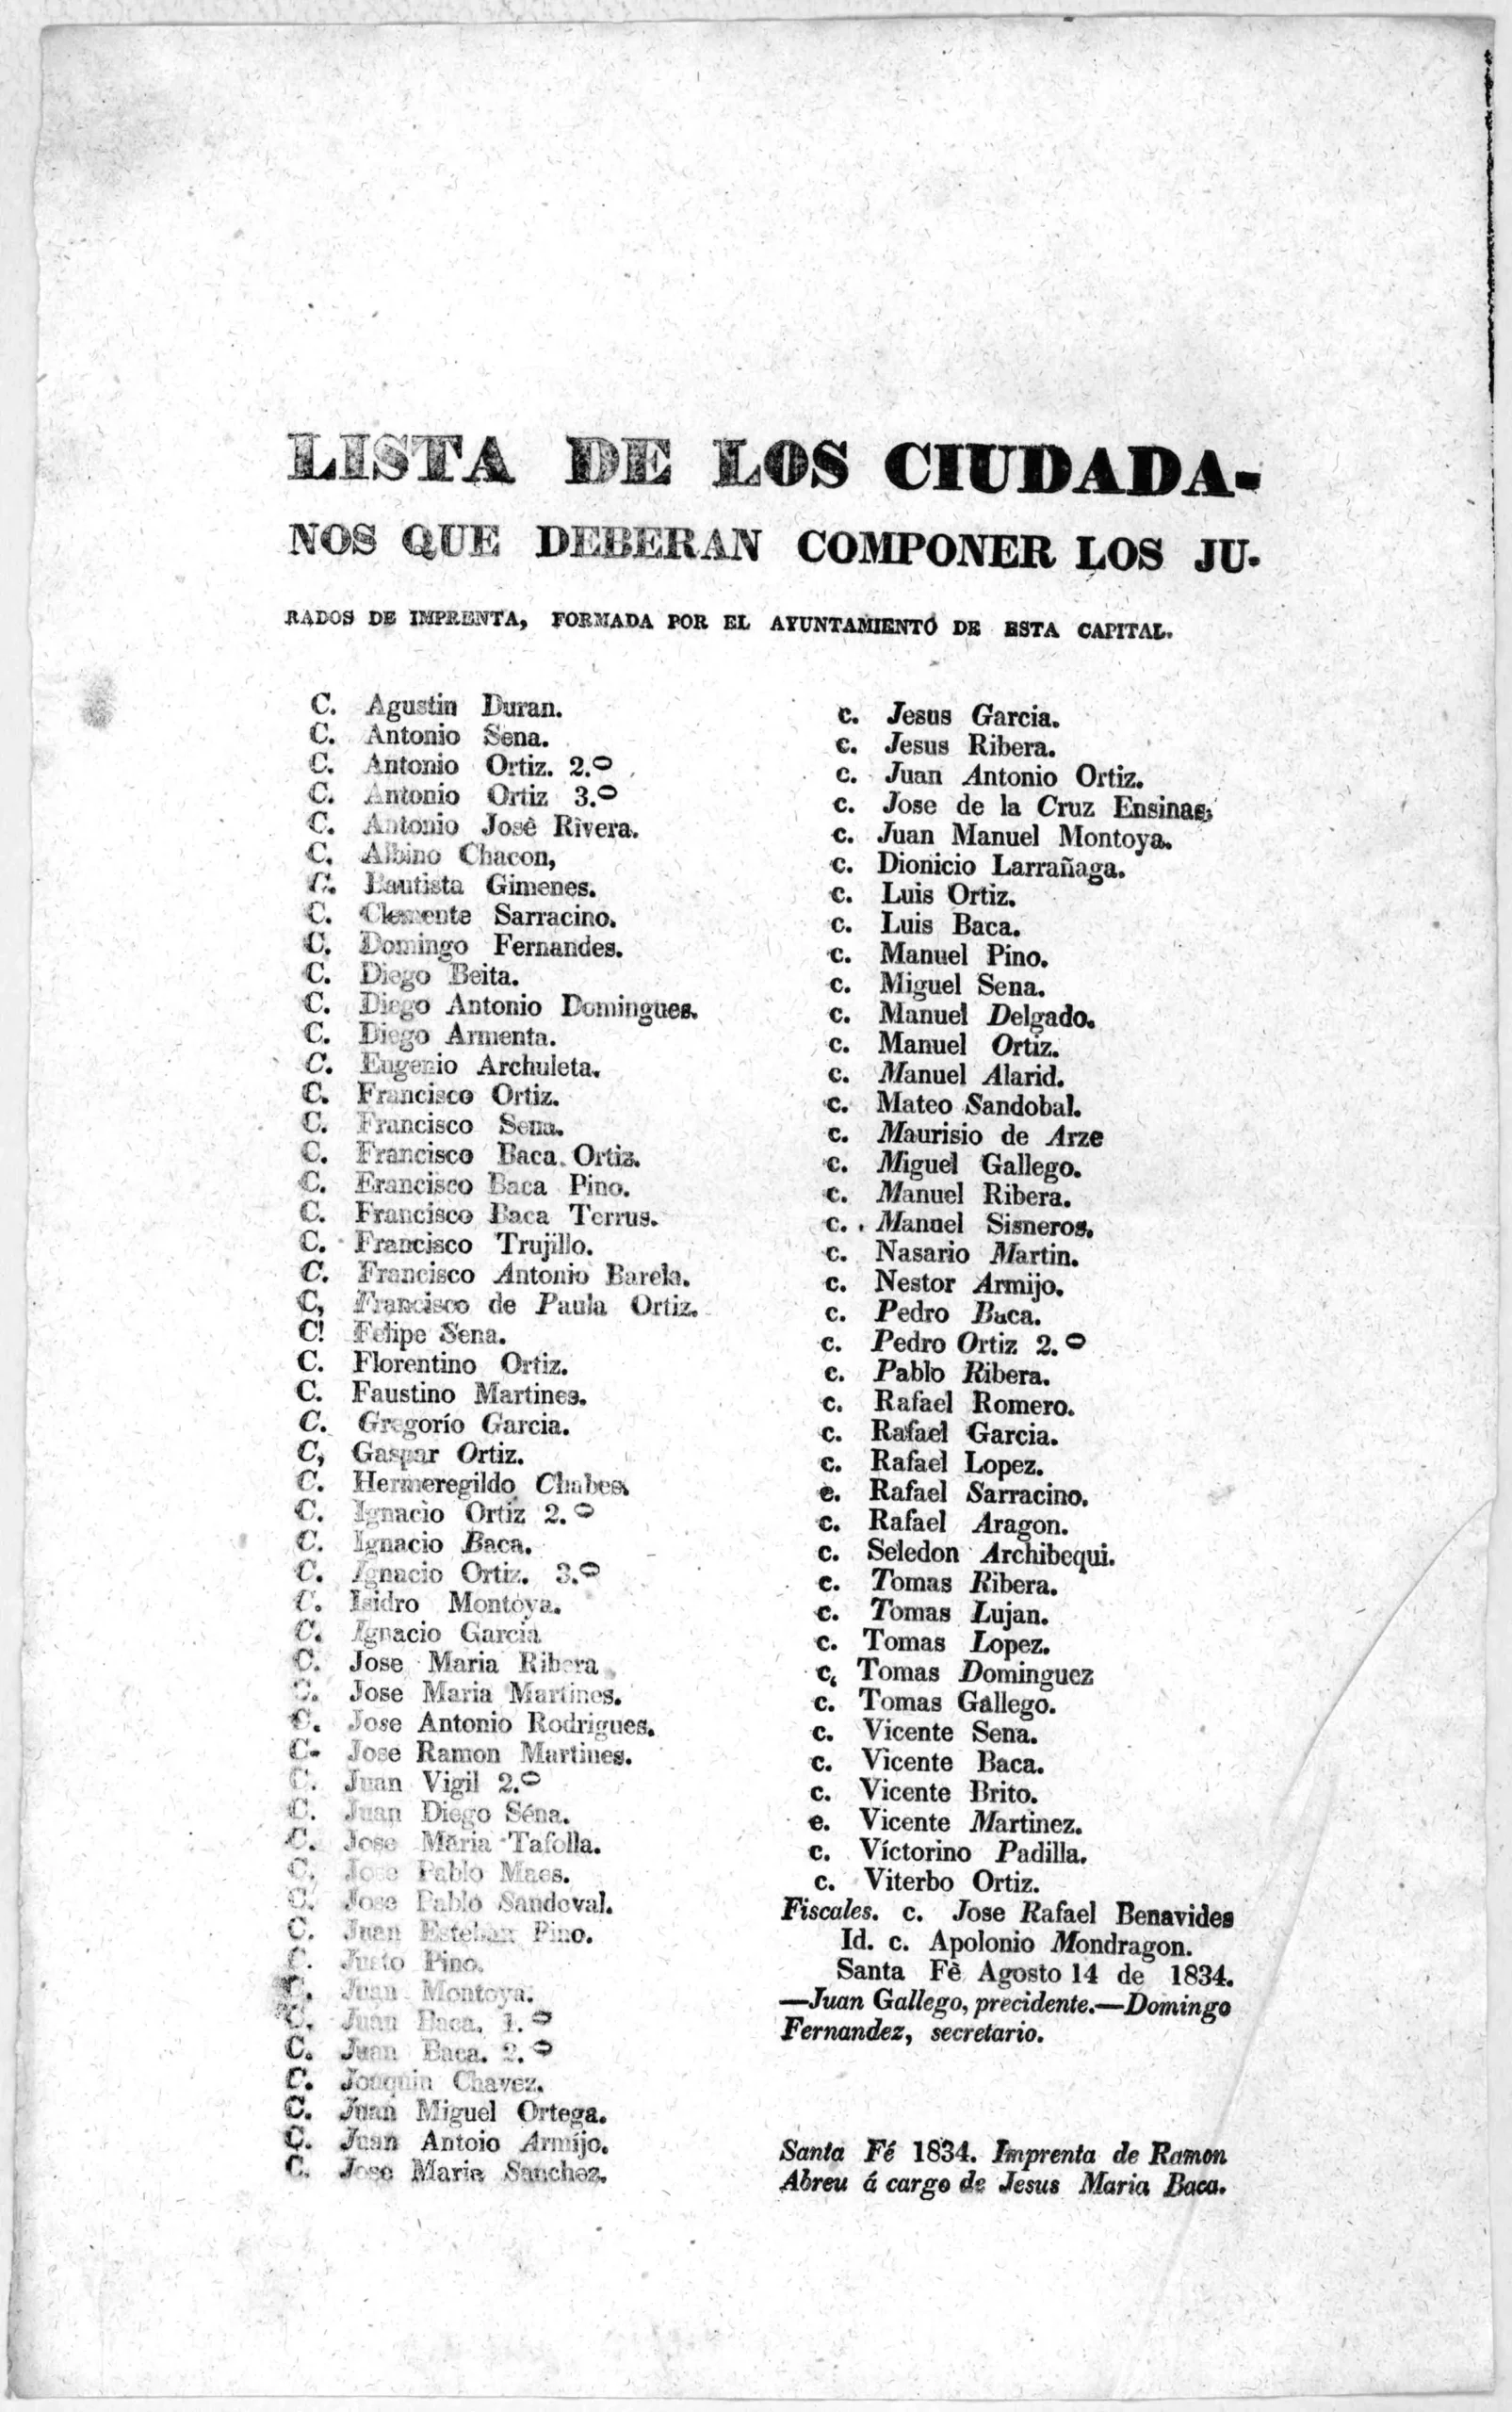 LISTA DE LOS CIUDADA-
NOS QUE DEBERAN COMPONER LOS JU-
RADOS DE IMPRENTA, FORMADA POR EL AYUNTAMIENTO DE ESTA CAPITAL.
C. Agustin Duran.
C. Antonio Sena.
C. Antonio Ortiz. 2.º
C. Antonio Ortiz 3.º
C. Antonio Josê Rivera.
C. Albino Chacon,
C. Bautista Gimenes.
C. Clemente Sarracino.
C. Domingo Fernandes.
C. Diego Beita.
C. Diego Antonio Domingues.
C. Diego Armenta.
C. Eugenio Archuleta.
C. Francisco Ortiz.
C. Francisco Sena.
C. Francisco Baca Ortiz.
C. Francisco Baca Pino.
C. Francisco Baca Terrus.
C. Francisco Trujillo.
C. Francisco Antonio Barela.
C, Francisco de Paula Ortiz.
C! Felipe Sena.
C. Florentino Ortiz.
C. Faustino Martines.
C. Gregorío Garcia.
C, Gaspar Ortiz.
C. Hermeregildo Chabes.
C. Ignacio Ortiz 2.º
C. Ignacio Baca.
C. Ignacio Ortiz. 3.º
C. Isidro Montoya.
C. Ignacio Garcia
C. Jose Maria Ribera
C. Jose Maria Martines.
C. Jose Antonio Rodrigues.
C- Jose Ramon Martines.
C. Juan Vigil 2.º
C. Juan Diego Séna.
C. Jose Maria Tafolla.
C. Jose Pablo Maes.
C. Jose Pablo Sandoval.
C. Juan Esteban Pino.
C. Justo Pino.
C. Juan Montoya.
C. Juan Baca. 1.º
C. Juan Baca. 2.º
C. Joaquin Chavez.
C. Juan Miguel Ortega.
C. Juan Antoio Armijo.
C. Jose Maria Sanchez.
c. Jesus Garcia.
c. Jesus Ribera.
c. Juan Antonio Ortiz.
c. Jose de la Cruz Ensinas;
c. Juan Manuel Montoya.
c. Dionicio Larrañaga.
c. Luis Ortiz.
c. Luis Baca.
c. Manuel Pino.
c. Miguel Sena.
c. Manuel Delgado.
c. Manuel Ortiz.
c. Manuel Alarid.
c. Mateo Sandobal.
c. Maurisio de Arze
c. Miguel Gallego.
c. Manuel Ribera.
c. Manuel Sisneros.
c. Nasario Martin.
c. Nestor Armijo.
c. Pedro Baca.
c. Pedro Ortiz 2.º
c. Pablo Ribera.
c. Rafael Romero.
c. Rafael Garcia.
c. Rafael Lopez.
e. Rafael Sarracino.
c. Rafael Aragon.
c. Seledon Archibequi.
c. Tomas Ribera.
c. Tomas Lujan.
c. Tomas Lopez.
c, Tomas Dominguez
c. Tomas Gallego.
c. Vicente Sena.
c. Vicente Baca.
c. Vicente Brito.
e. Vicente Martinez.
c. Víctorino Padilla.
c. Viterbo Ortiz.
Fiscales. c. Jose Rafael Benavides
Id. c. Apolonio Mondragon.
Santa Fè Agosto 14 de 1834.
—Juan Gallego, precidente.—Domingo
Fernandez, secretario.
Santa Fé 1834. Imprenta de Ramon
Abreu á cargo de Jesus Maria Baca.